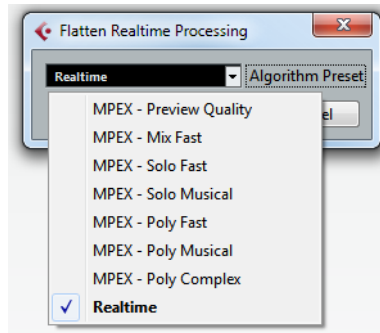 Flatten Realtime Processing
Realtime Algorithm Preset
MPEX - Preview Quality
MPEX - Mix Fast
MPEX - Solo Fast
MPEX - Solo Musical
MPEX - Poly Fast
MPEX - Poly Musical
MPEX - Poly Complex
Realtime